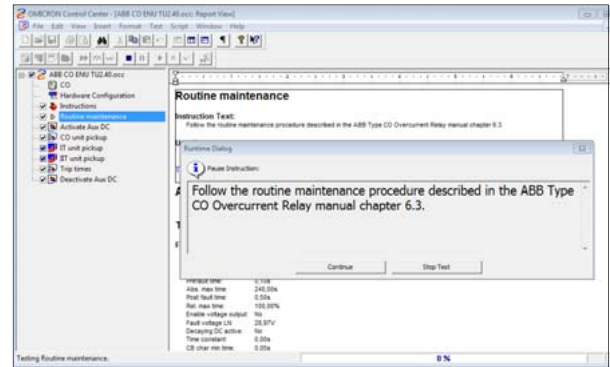 OMICRON Control Center - [ABB CO ENU TU2.40.occ: Report View]
File Edit View Insert Format Test Script Window Help
ABB CO ENU TU2.40.occ
CO
Hardware Configuration
Instructions
Routine maintenance
Activate Aux DC
CO unit pickup
IT unit pickup
IIT unit pickup
Trip times
Deactivate Aux DC
Routine maintenance
Instruction Text:
Follow the routine maintenance procedure described in the ABB Type CO Overcurrent Relay manual chapter 6.3.
Runtime Dialog
Pause Instruction:
Follow the routine maintenance procedure described in the ABB Type
CO Overcurrent Relay manual chapter 6.3.
Continue
Stop Test
Prefault time: 0,10s
Abs. max time: 240,00s
Post fault time: 0,50s
Rel. max time: 100,00%
Enable voltage output: No
Fault voltage LN: 28,97V
Decaying DC active: No
Time constant: 0,00s
CB char min time: 0,05s
Testing Routine maintenance.
0 %